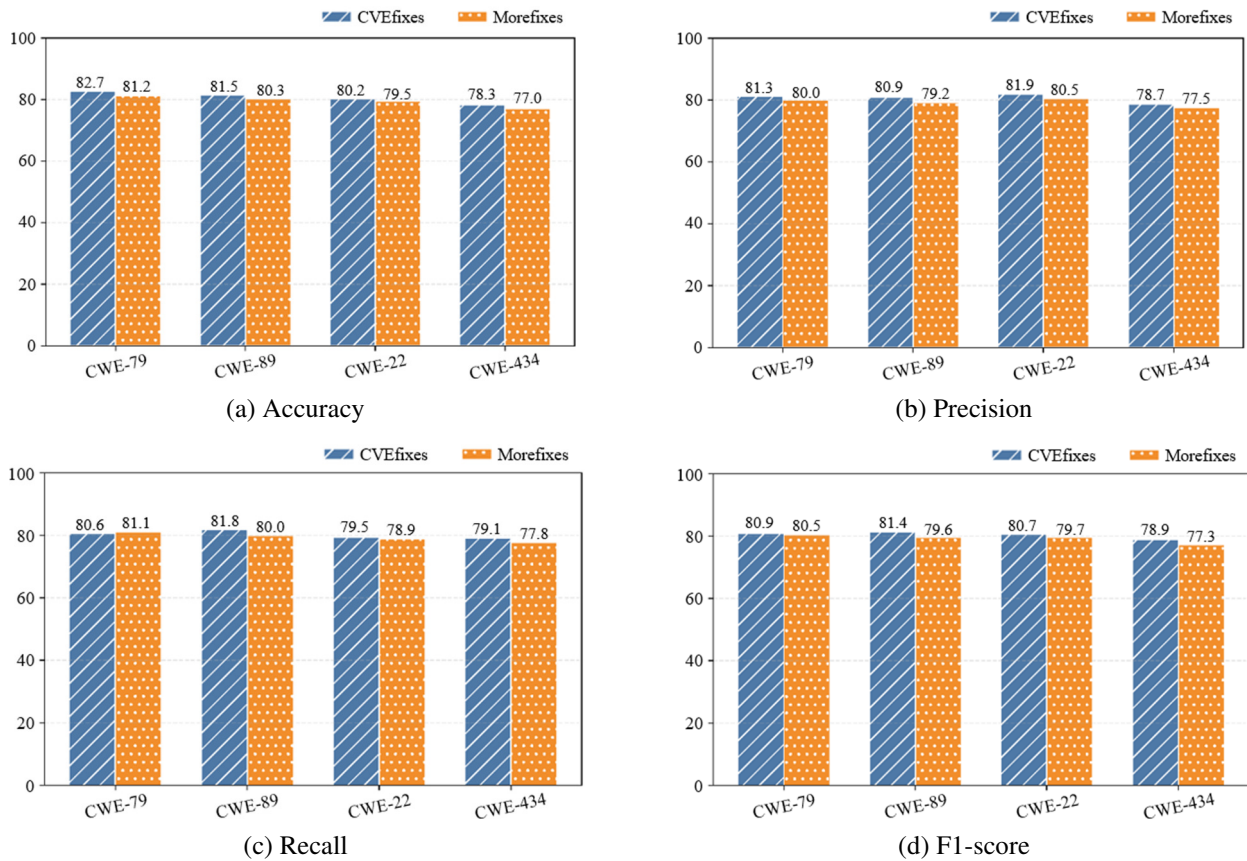 CVEfixes Morefixes
100
80
60
40
20
0
82.7 81.2 81.5 80.3 80.2 79.5 78.3 77.0
CWE-79 CWE-89 CWE-22 CWE-434
(a) Accuracy
CVEfixes Morefixes
100
80
60
40
20
0
81.3 80.0 80.9 79.2 81.9 80.5 78.7 77.5
CWE-79 CWE-89 CWE-22 CWE-434
(b) Precision
CVEfixes Morefixes
100
80
60
40
20
0
80.6 81.1 81.8 80.0 79.5 78.9 79.1 77.8
CWE-79 CWE-89 CWE-22 CWE-434
(c) Recall
CVEfixes Morefixes
100
80
60
40
20
0
80.9 80.5 81.4 79.6 80.7 79.7 78.9 77.3
CWE-79 CWE-89 CWE-22 CWE-434
(d) F1-score